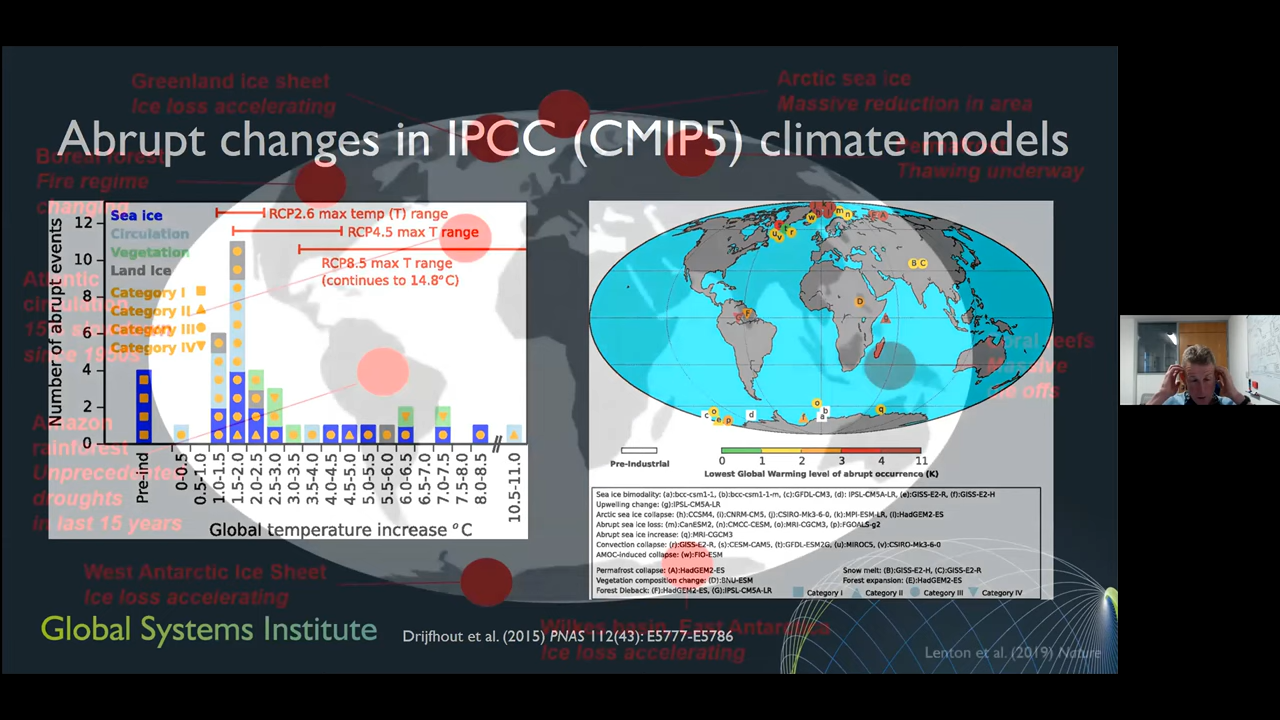 Greenland ice sheet
Ice loss accelerating
Arctic sea ice
Massive reduction in area
Abrupt changes in IPCC (CMIP5) climate models
Boreal forest
Fire regime
changing
Permafrost
Thawing underway
Atlantic
circulation
since 1950s
Amazon
rainforest
Unprecedented
droughts
in last 15 years
Coral reefs
Massive
offs
West Antarctic Ice Sheet
Ice loss accelerating
Wilkes basin, East Antarctica
Ice loss accelerating
Number of abrupt events
12
10
8
6
4
2
0
Sea ice
Circulation
Vegetation
Land Ice
Category I
Category II
Category III
Category IV
RCP2.6 max temp (T) range
RCP4.5 max T range
RCP8.5 max T range
(continues to 14.8°C)
Pre-ind
0-0.5
0.5-1.0
1.0-1.5
1.5-2.0
2.0-2.5
2.5-3.0
3.0-3.5
3.5-4.0
4.0-4.5
4.5-5.0
5.0-5.5
5.5-6.0
6.0-6.5
6.5-7.0
7.0-7.5
7.5-8.0
8.0-8.5
10.5-11.0
Global temperature increase °C
Pre-Industrial
0 1 2 3 4 11
Lowest Global Warming level of abrupt occurrence (K)
Sea ice bimodality: (a):bcc-csm1-1, (b):bcc-csm1-1-m, (c):GFDL-CM3, (d): IPSL-CM5A-LR, (e):GISS-E2-R, (f):GISS-E2-H
Upwelling change: (g):IPSL-CM5A-LR
Arctic sea ice collapse: (h):CCSM4, (i):CNRM-CM5, (j):CSIRO-Mk3-6-0, (k):MPI-ESM-LR, (l):HadGEM2-ES
Abrupt sea ice loss: (m):CanESM2, (n):CMCC-CESM, (o):MRI-CGCM3, (p):FGOALS-g2
Abrupt sea ice increase: (q):MRI-CGCM3
Convection collapse: (r):GISS-E2-R, (s):CESM-CAM5, (t):GFDL-ESM2G, (u):MIROC5, (v):CSIRO-Mk3-6-0
AMOC-induced collapse: (w):FIO-ESM
Permafrost collapse: (A):HadGEM2-ES
Snow melt: (B):GISS-E2-H, (C):GISS-E2-R
Vegetation composition change: (D):BNU-ESM
Forest expansion: (E):HadGEM2-ES
Forest Dieback: (F):HadGEM2-ES, (G):IPSL-CM5A-LR
Category I Category II Category III Category IV
Global Systems Institute
Drijfhout et al. (2015) PNAS 112(43): E5777-E5786
Lenton et al. (2019) Nature